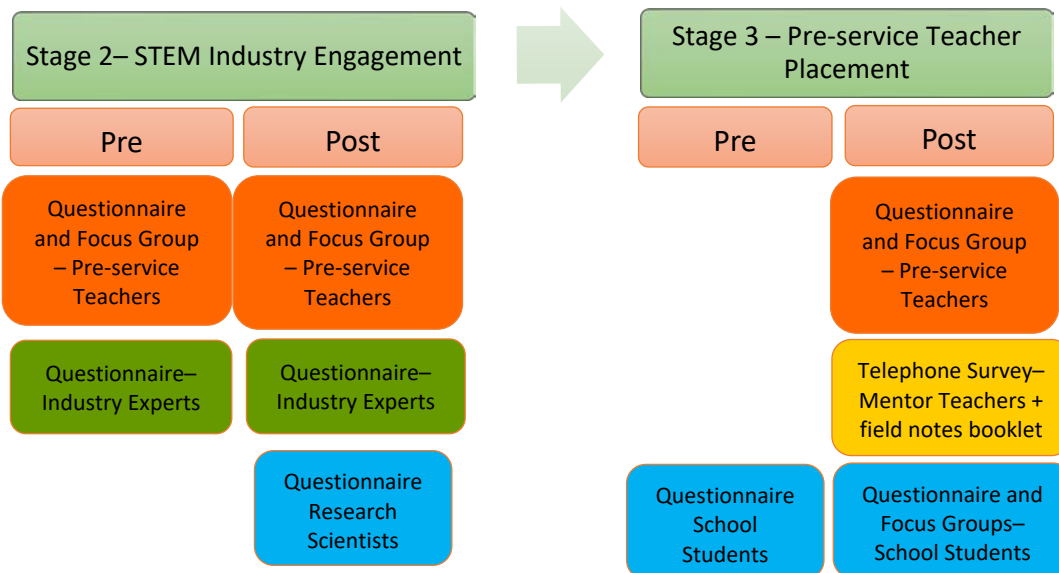 Stage 2– STEM Industry Engagement
Pre
Post
Questionnaire
and Focus Group
– Pre-service
Teachers
Questionnaire
and Focus Group
– Pre-service
Teachers
Questionnaire–
Industry Experts
Questionnaire–
Industry Experts
Questionnaire
Research
Scientists
Stage 3 – Pre-service Teacher
Placement
Pre
Post
Questionnaire
and Focus Group
– Pre-service
Teachers
Telephone Survey–
Mentor Teachers +
field notes booklet
Questionnaire
School
Students
Questionnaire and
Focus Groups–
School Students